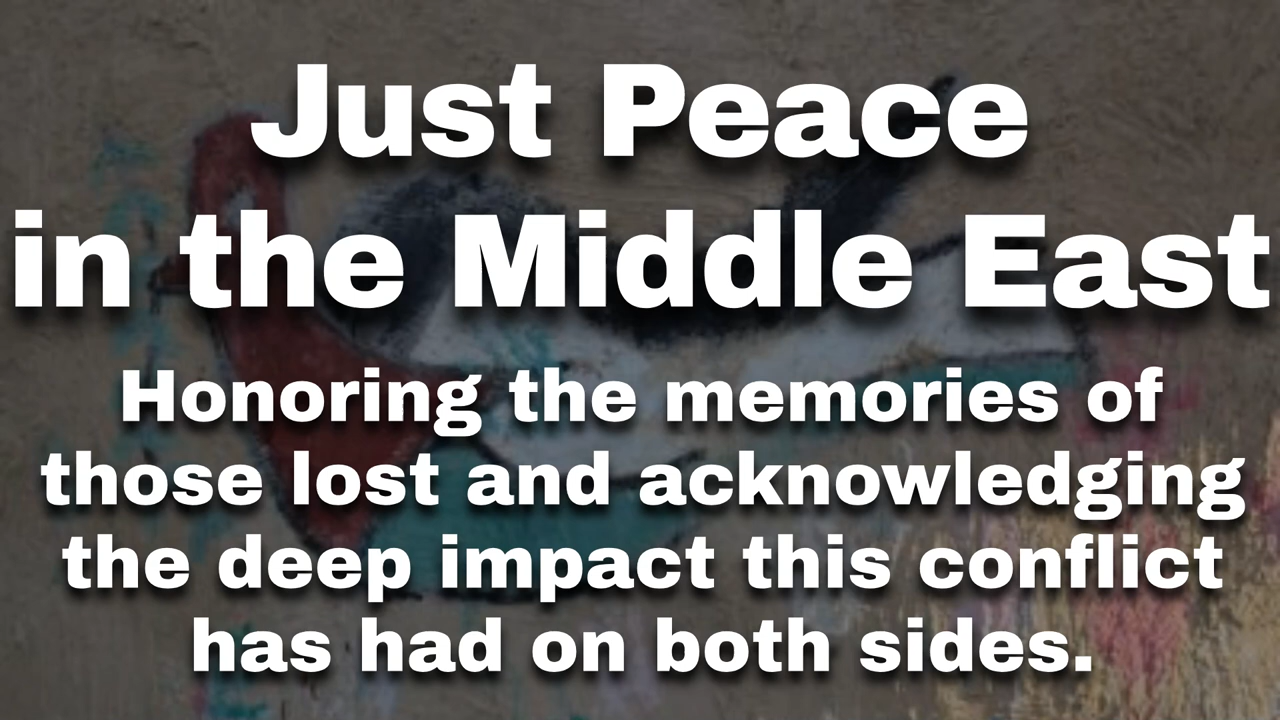 Just Peace
in the Middle East
Honoring the memories of
those lost and acknowledging
the deep impact this conflict
has had on both sides.